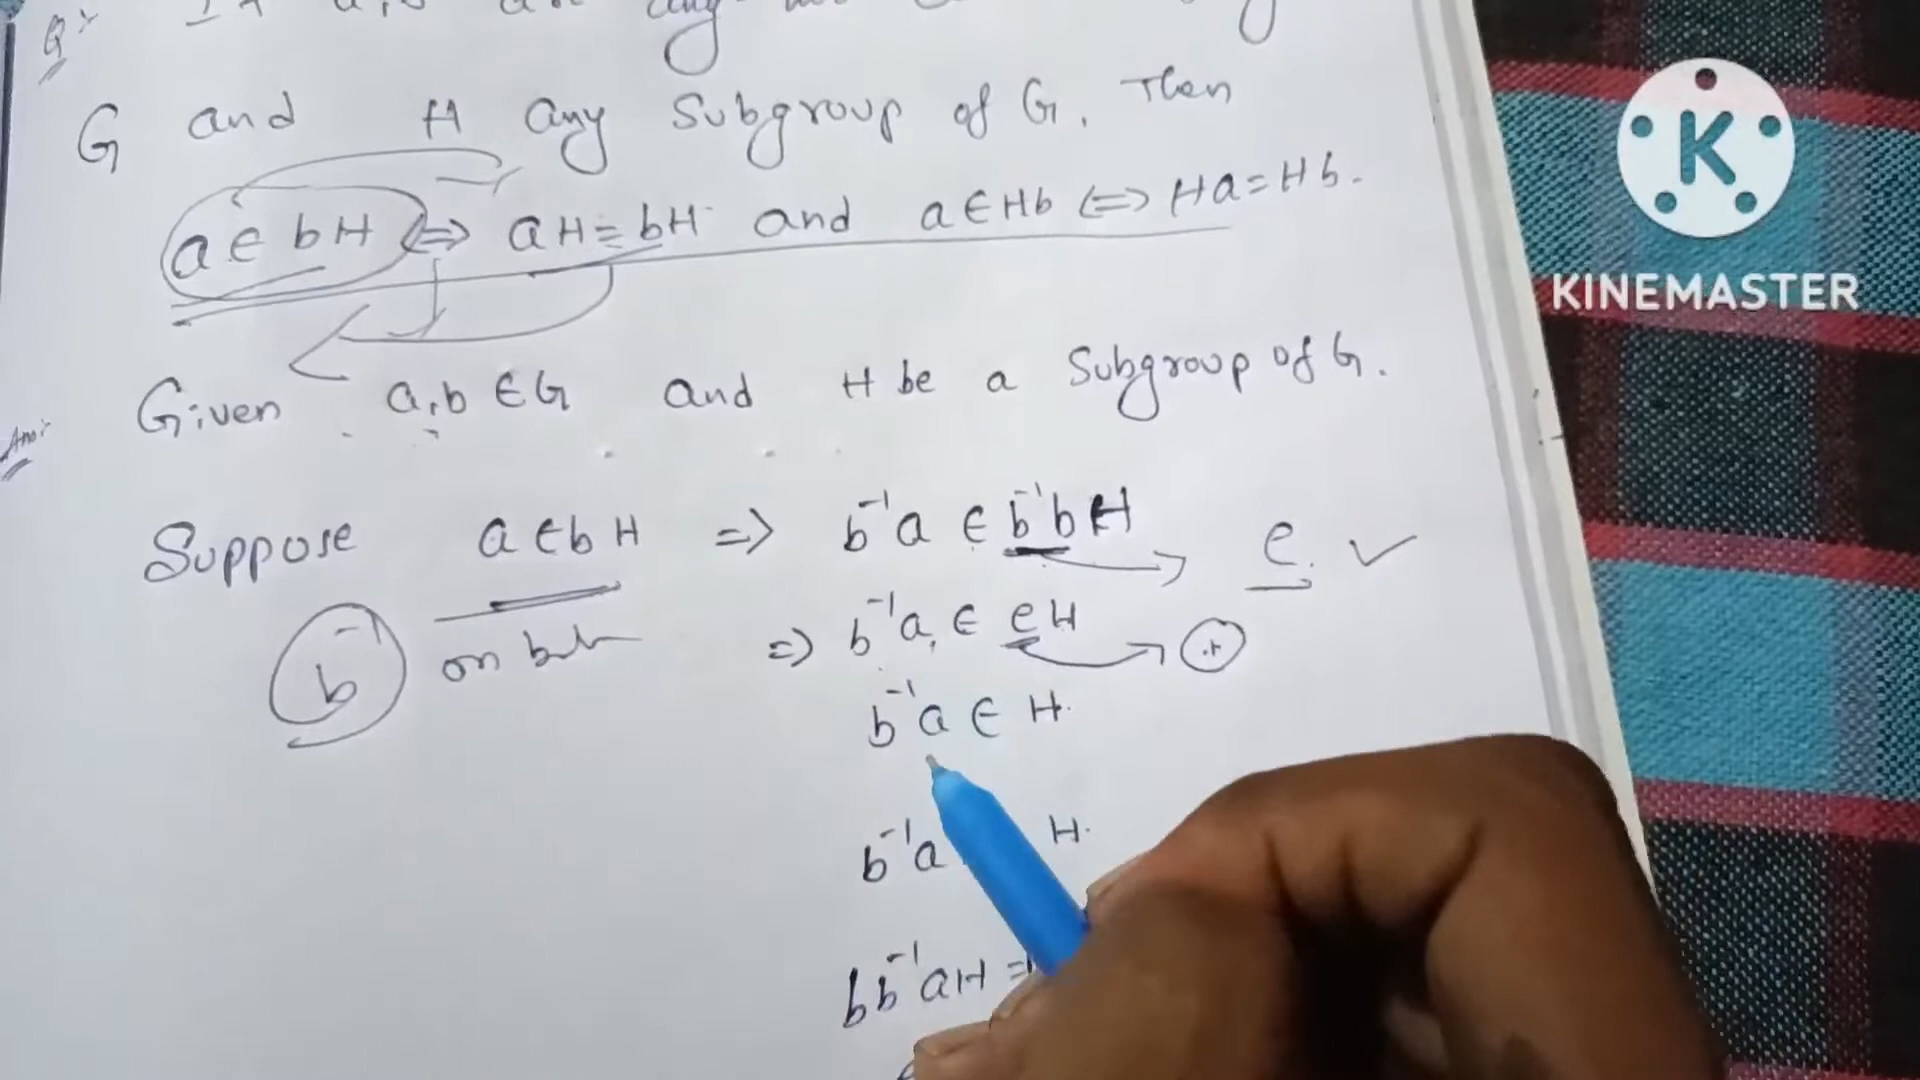 Q:
G and H any Subgroup of G. Then
a ∈ bH ⇔ aH = bH and a ∈ Hb ⇔ Ha = Hb.
Ans:
Given a,b ∈ G and H be a Subgroup of G.
Suppose a ∈ bH ⇒ b⁻¹a ∈ b⁻¹bH e. ✓
b⁻¹ on ⇒ b⁻¹a ∈ eH
b⁻¹a ∈ H.
b⁻¹a H.
bb⁻¹aH =
K
KINEMASTER